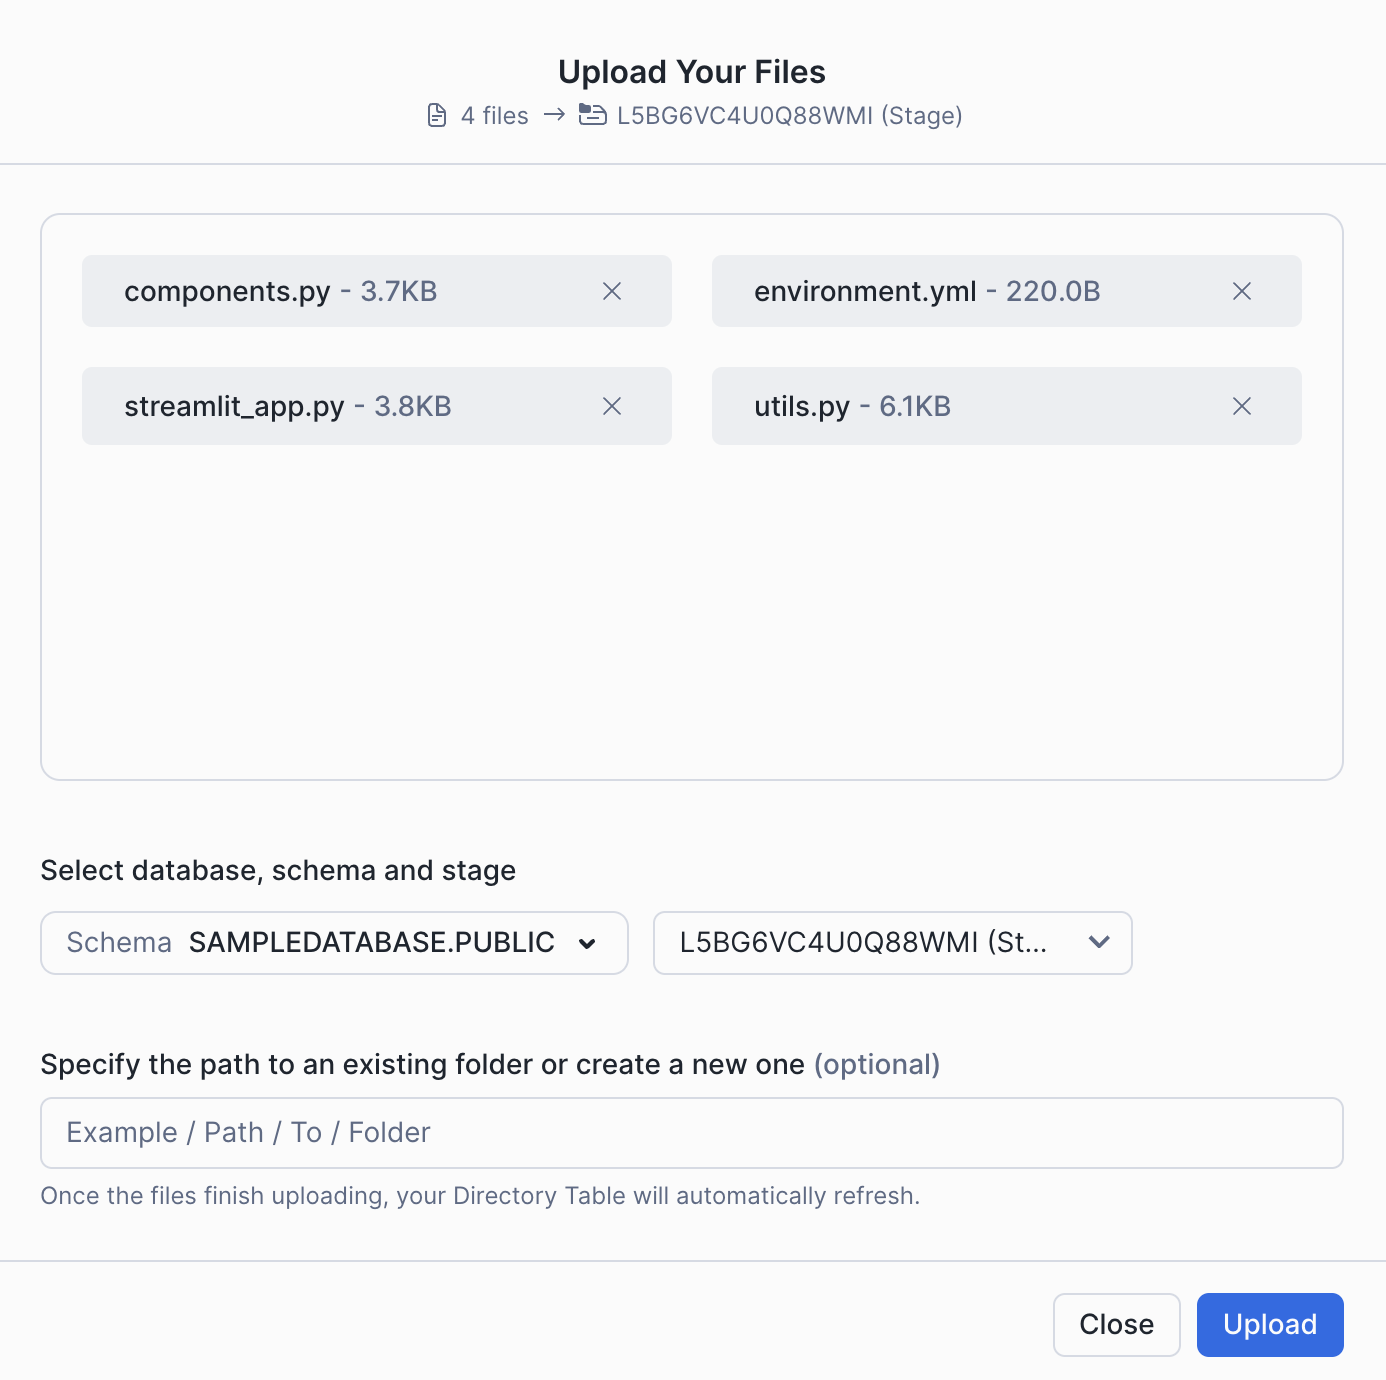 Upload Your Files
4 files → L5BG6VC4U0Q88WMI (Stage)
components.py - 3.7KB
environment.yml - 220.0B
streamlit_app.py - 3.8KB
utils.py - 6.1KB
Select database, schema and stage
Schema SAMPLEDATABASE.PUBLIC
L5BG6VC4U0Q88WMI (St...
Specify the path to an existing folder or create a new one (optional)
Example / Path / To / Folder
Once the files finish uploading, your Directory Table will automatically refresh.
Close
Upload